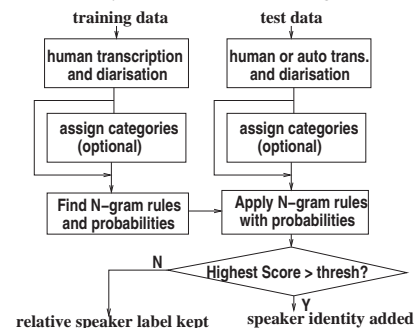 training data
test data
human transcription
and diarisation
human or auto trans.
and diarisation
assign categories
(optional)
assign categories
(optional)
Find N−gram rules
and probabilities
Apply N−gram rules
with probabilities
N
Highest Score > thresh?
Y
relative speaker label kept
speaker identity added